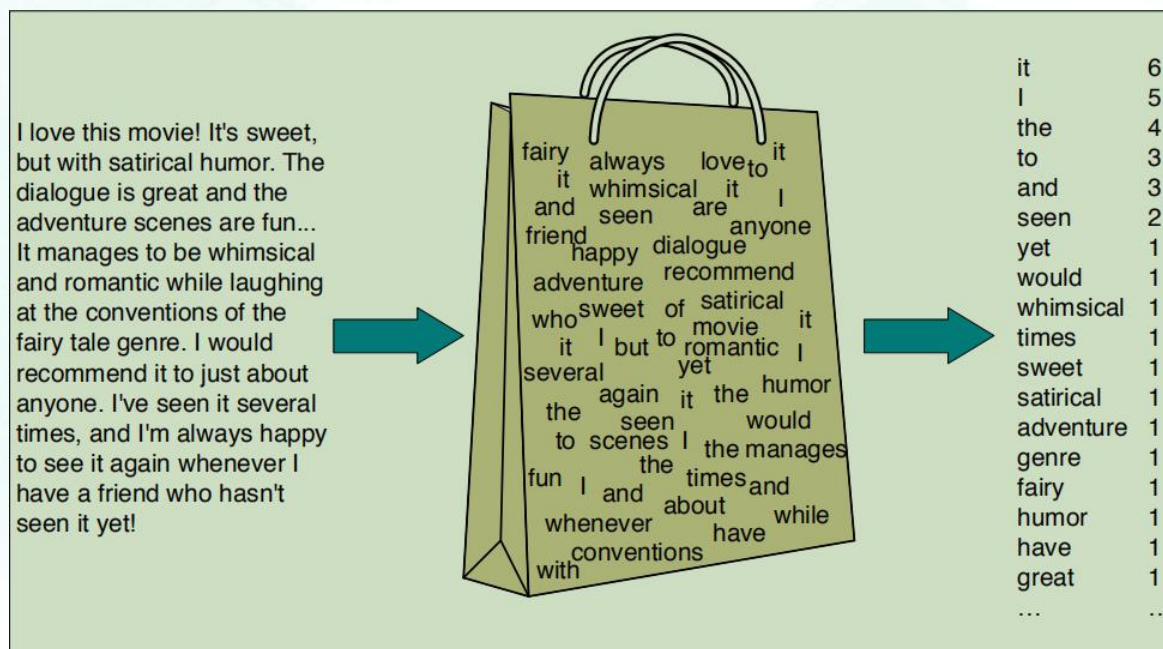 I love this movie! It's sweet,
but with satirical humor. The
dialogue is great and the
adventure scenes are fun...
It manages to be whimsical
and romantic while laughing
at the conventions of the
fairy tale genre. I would
recommend it to just about
anyone. I've seen it several
times, and I'm always happy
to see it again whenever I
have a friend who hasn't
seen it yet!
fairy always love to it
it whimsical it I
and seen are anyone
friend happy dialogue
adventure recommend
who sweet of satirical
it I but to movie it
romantic I
several yet
again it the humor
the seen would
to scenes I the manages
the
fun I and times and
about
whenever have while
conventions
with
it 6
I 5
the 4
to 3
and 3
seen 2
yet 1
would 1
whimsical 1
times 1
sweet 1
satirical 1
adventure 1
genre 1
fairy 1
humor 1
have 1
great 1
... ..